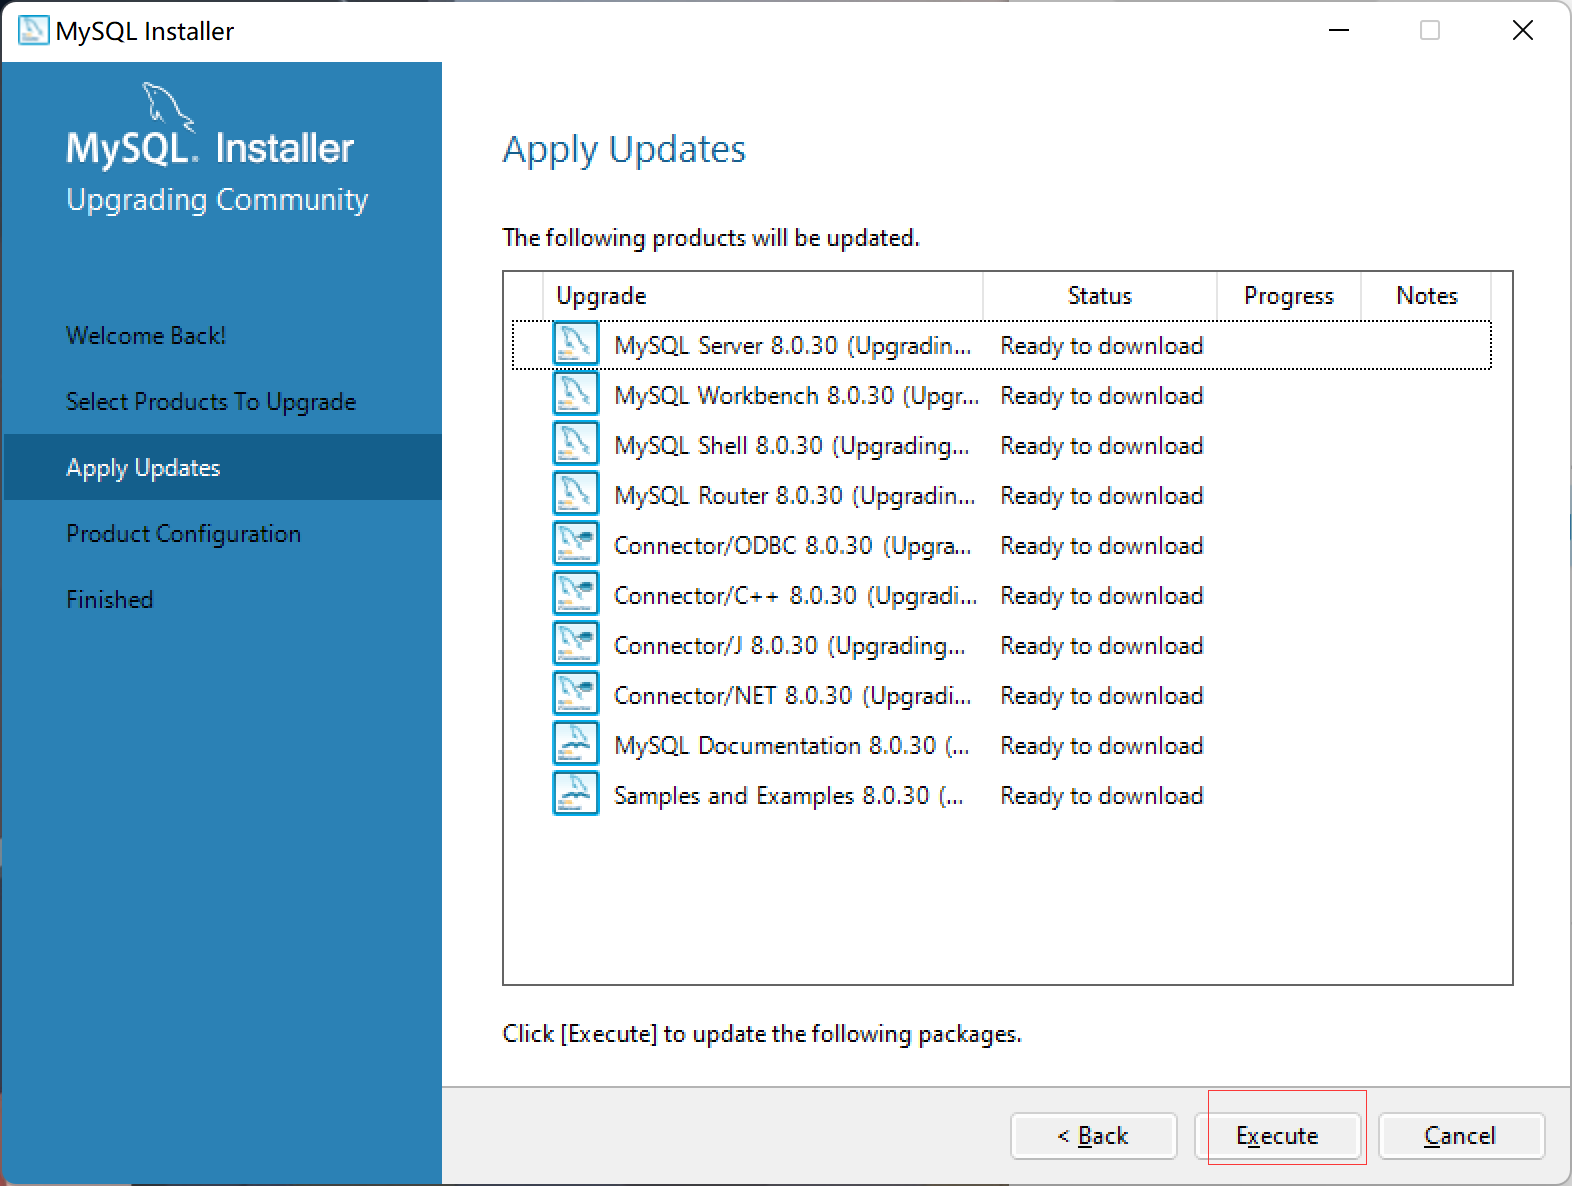 MySQL Installer
MySQL. Installer
Upgrading Community
Welcome Back!
Select Products To Upgrade
Apply Updates
Product Configuration
Finished
Apply Updates
The following products will be updated.
Upgrade Status Progress Notes
MySQL Server 8.0.30 (Upgradin... Ready to download
MySQL Workbench 8.0.30 (Upgr... Ready to download
MySQL Shell 8.0.30 (Upgrading... Ready to download
MySQL Router 8.0.30 (Upgradin... Ready to download
Connector/ODBC 8.0.30 (Upgra... Ready to download
Connector/C++ 8.0.30 (Upgradi... Ready to download
Connector/J 8.0.30 (Upgrading... Ready to download
Connector/NET 8.0.30 (Upgradi... Ready to download
MySQL Documentation 8.0.30 (... Ready to download
Samples and Examples 8.0.30 (... Ready to download
Click [Execute] to update the following packages.
< Back Execute Cancel